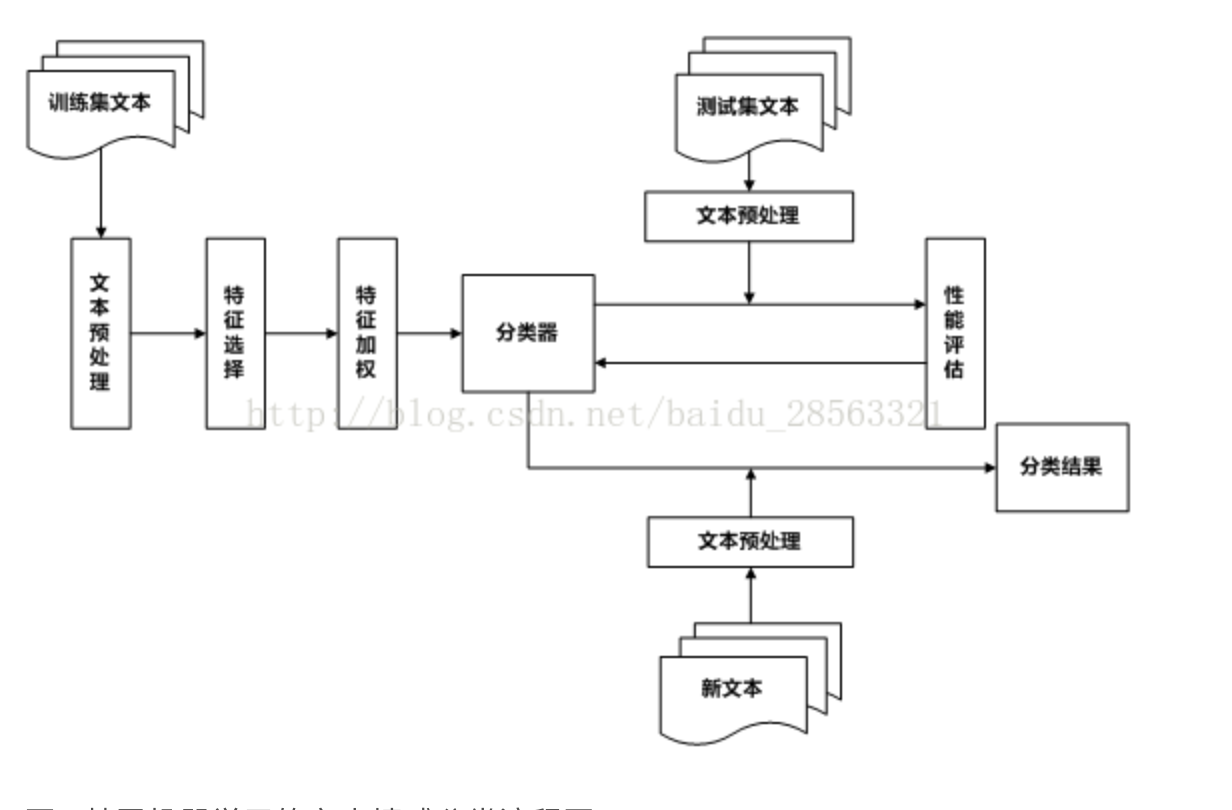 训练集文本
测试集文本
文本预处理
文本预处理
特征选择
特征加权
分类器
性能评估
http://blog.csdn.net/baidu_28563321
分类结果
文本预处理
新文本